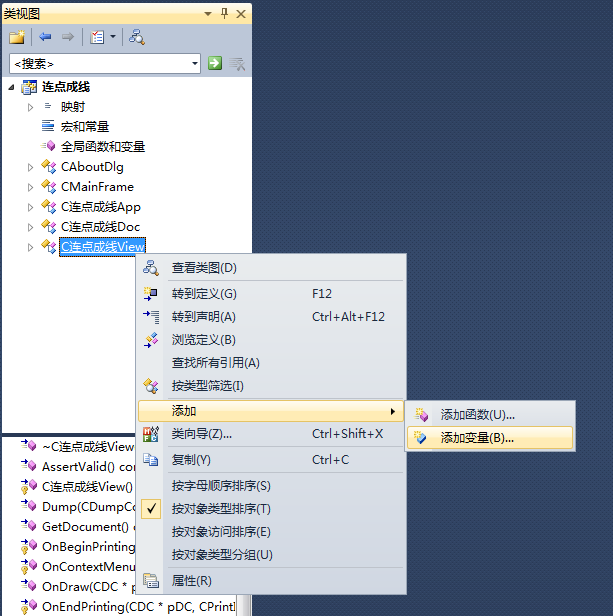 类视图
<搜索>
连点成线
映射
宏和常量
全局函数和变量
CAboutDlg
CMainFrame
C连点成线App
C连点成线Doc
C连点成线View
查看类图(D)
转到定义(G) F12
转到声明(A) Ctrl+Alt+F12
浏览定义(B)
查找所有引用(A)
按类型筛选(I)
添加
类向导(Z)... Ctrl+Shift+X
复制(Y) Ctrl+C
按字母顺序排序(S)
按对象类型排序(T)
按对象访问排序(E)
按对象类型分组(U)
属性(R)
添加函数(U)...
添加变量(B)...
~C连点成线View
AssertValid() con
C连点成线View()
Dump(CDumpCo
GetDocument() c
OnBeginPrinting
OnContextMenu
OnDraw(CDC * p
OnEndPrinting(CDC * pDC, CPrint